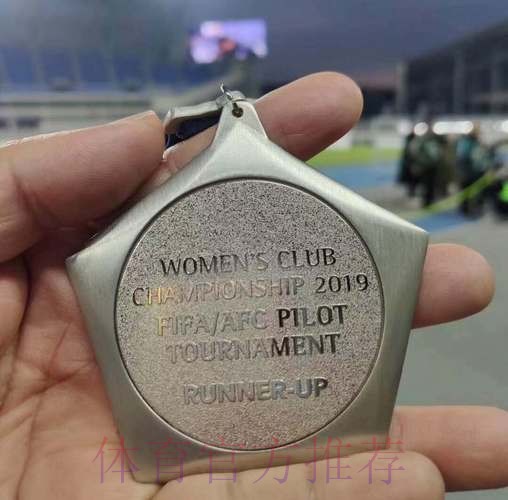 WOMEN'S CLUB
CHAMPIONSHIP 2019
FIFA/AFC PILOT
TOURNAMENT
RUNNER-UP
体育官方推荐